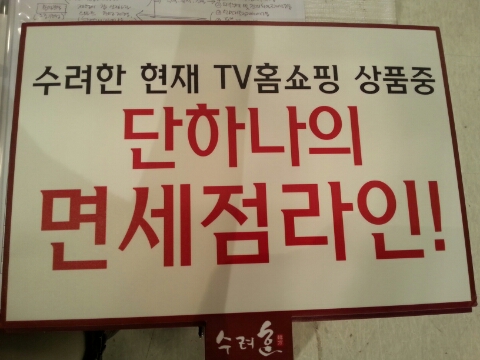 수려한 현재 TV홈쇼핑 상품중
단하나의
면세점라인!
수려한